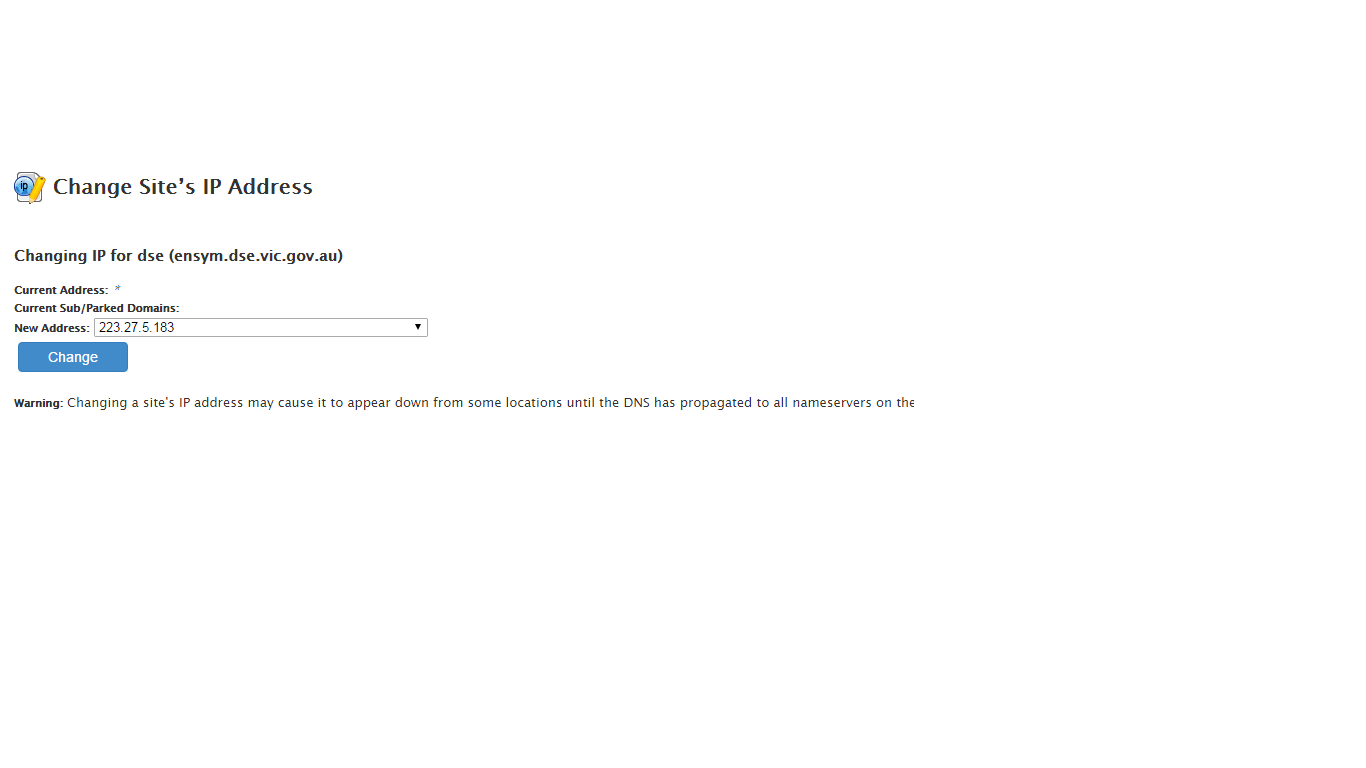 ip
Change Site's IP Address
Changing IP for dse (ensym.dse.vic.gov.au)
Current Address: *
Current Sub/Parked Domains:
New Address: 223.27.5.183
Change
Warning: Changing a site's IP address may cause it to appear down from some locations until the DNS has propagated to all nameservers on the